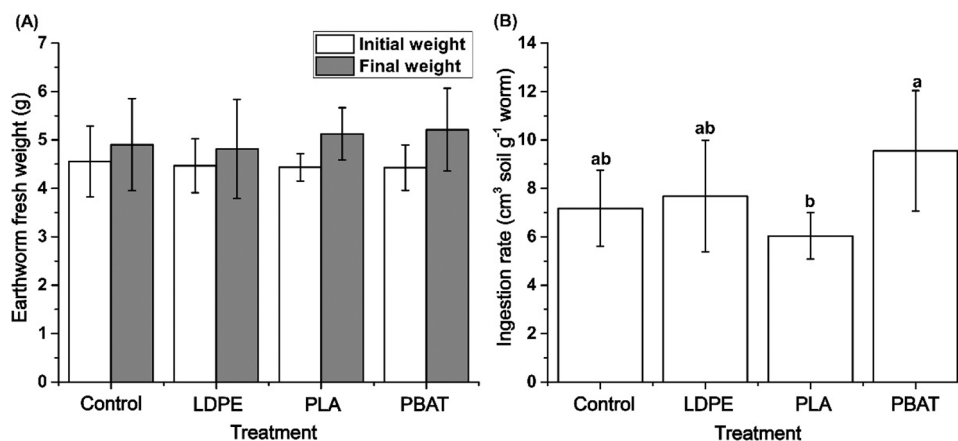 (A)
Earthworm fresh weight (g)
7
6
5
4
3
2
1
0
Initial weight
Final weight
Control LDPE PLA PBAT
Treatment
(B)
Ingestion rate (cm³ soil g⁻¹ worm)
14
12
10
8
6
4
2
0
ab ab b a
Control LDPE PLA PBAT
Treatment